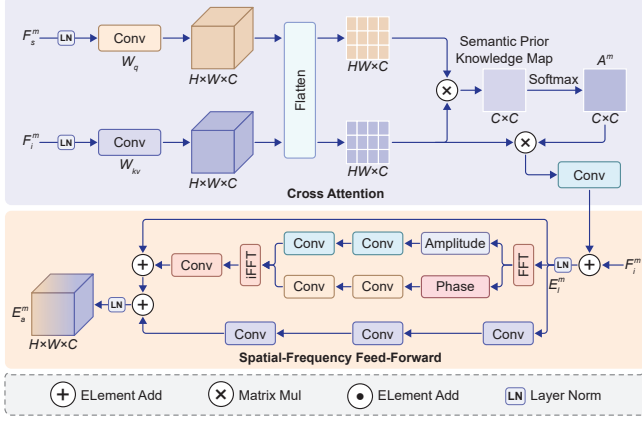 F_s^m LN Conv W_q H×W×C Flatten HW×C Semantic Prior Knowledge Map Softmax A^m C×C C×C
F_i^m LN Conv W_kv H×W×C HW×C Conv
Cross Attention
IFFT Conv Conv Amplitude FFT LN F_i^m
Conv Conv Conv Phase E_i^m
E_a^m LN H×W×C
Conv Conv Conv
Spatial-Frequency Feed-Forward
ELement Add Matrix Mul ELement Add LN Layer Norm